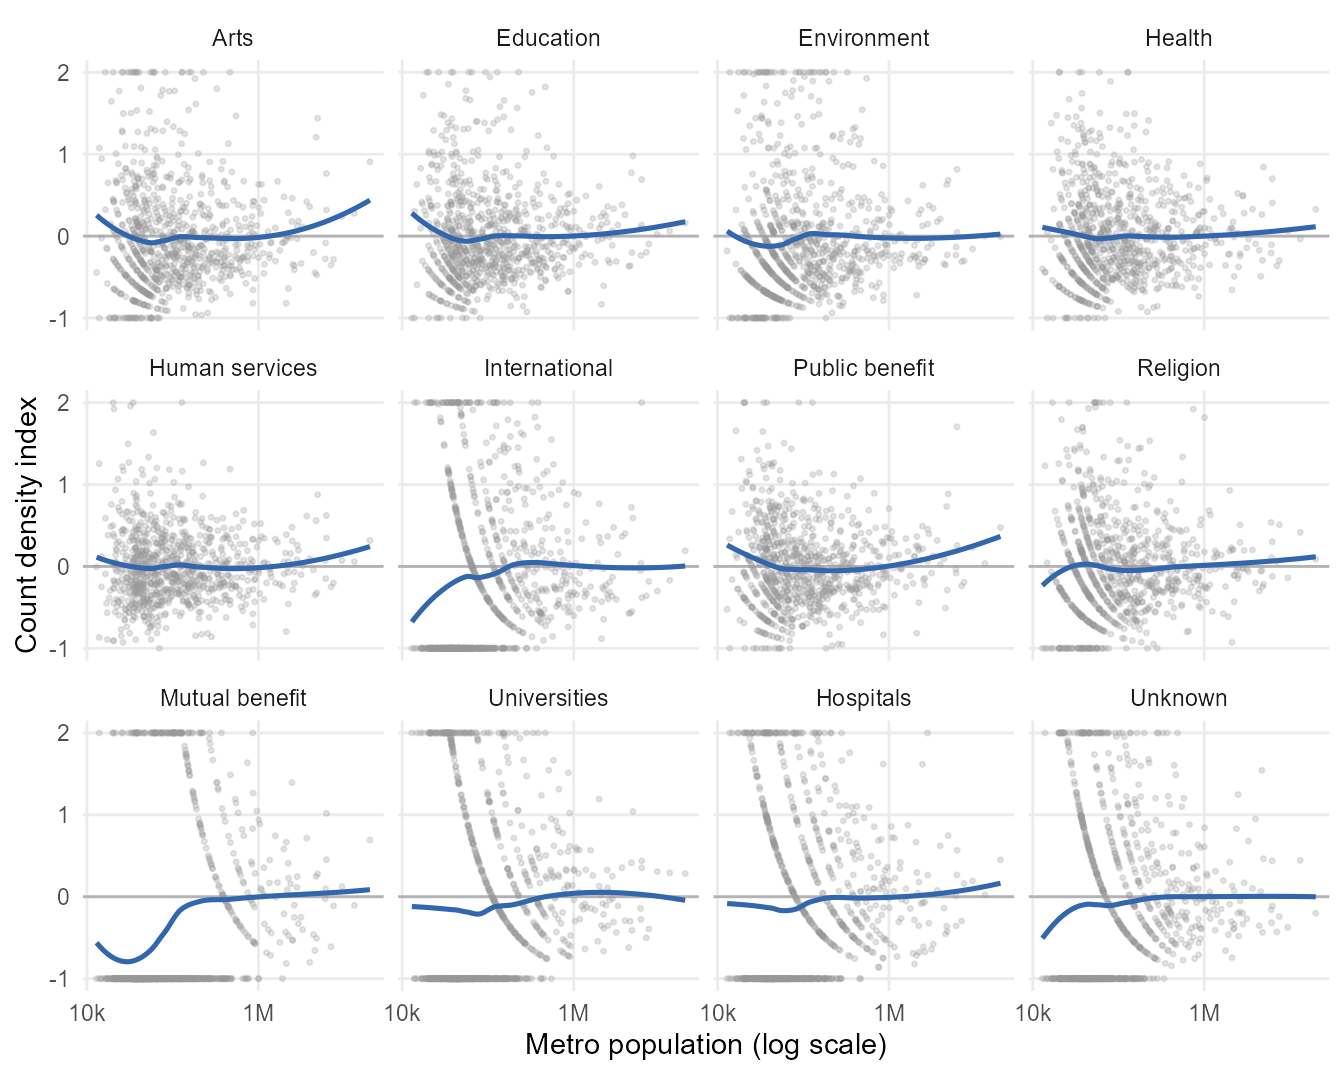 Arts Education Environment Health
2
1
0
-1
Human services International Public benefit Religion
2
1
0
-1
Mutual benefit Universities Hospitals Unknown
2
1
0
-1
10k 1M 10k 1M 10k 1M 10k 1M
Metro population (log scale)
Count density index